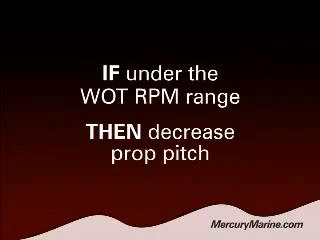 IF under the
WOT RPM range
THEN decrease
prop pitch
MercuryMarine.com